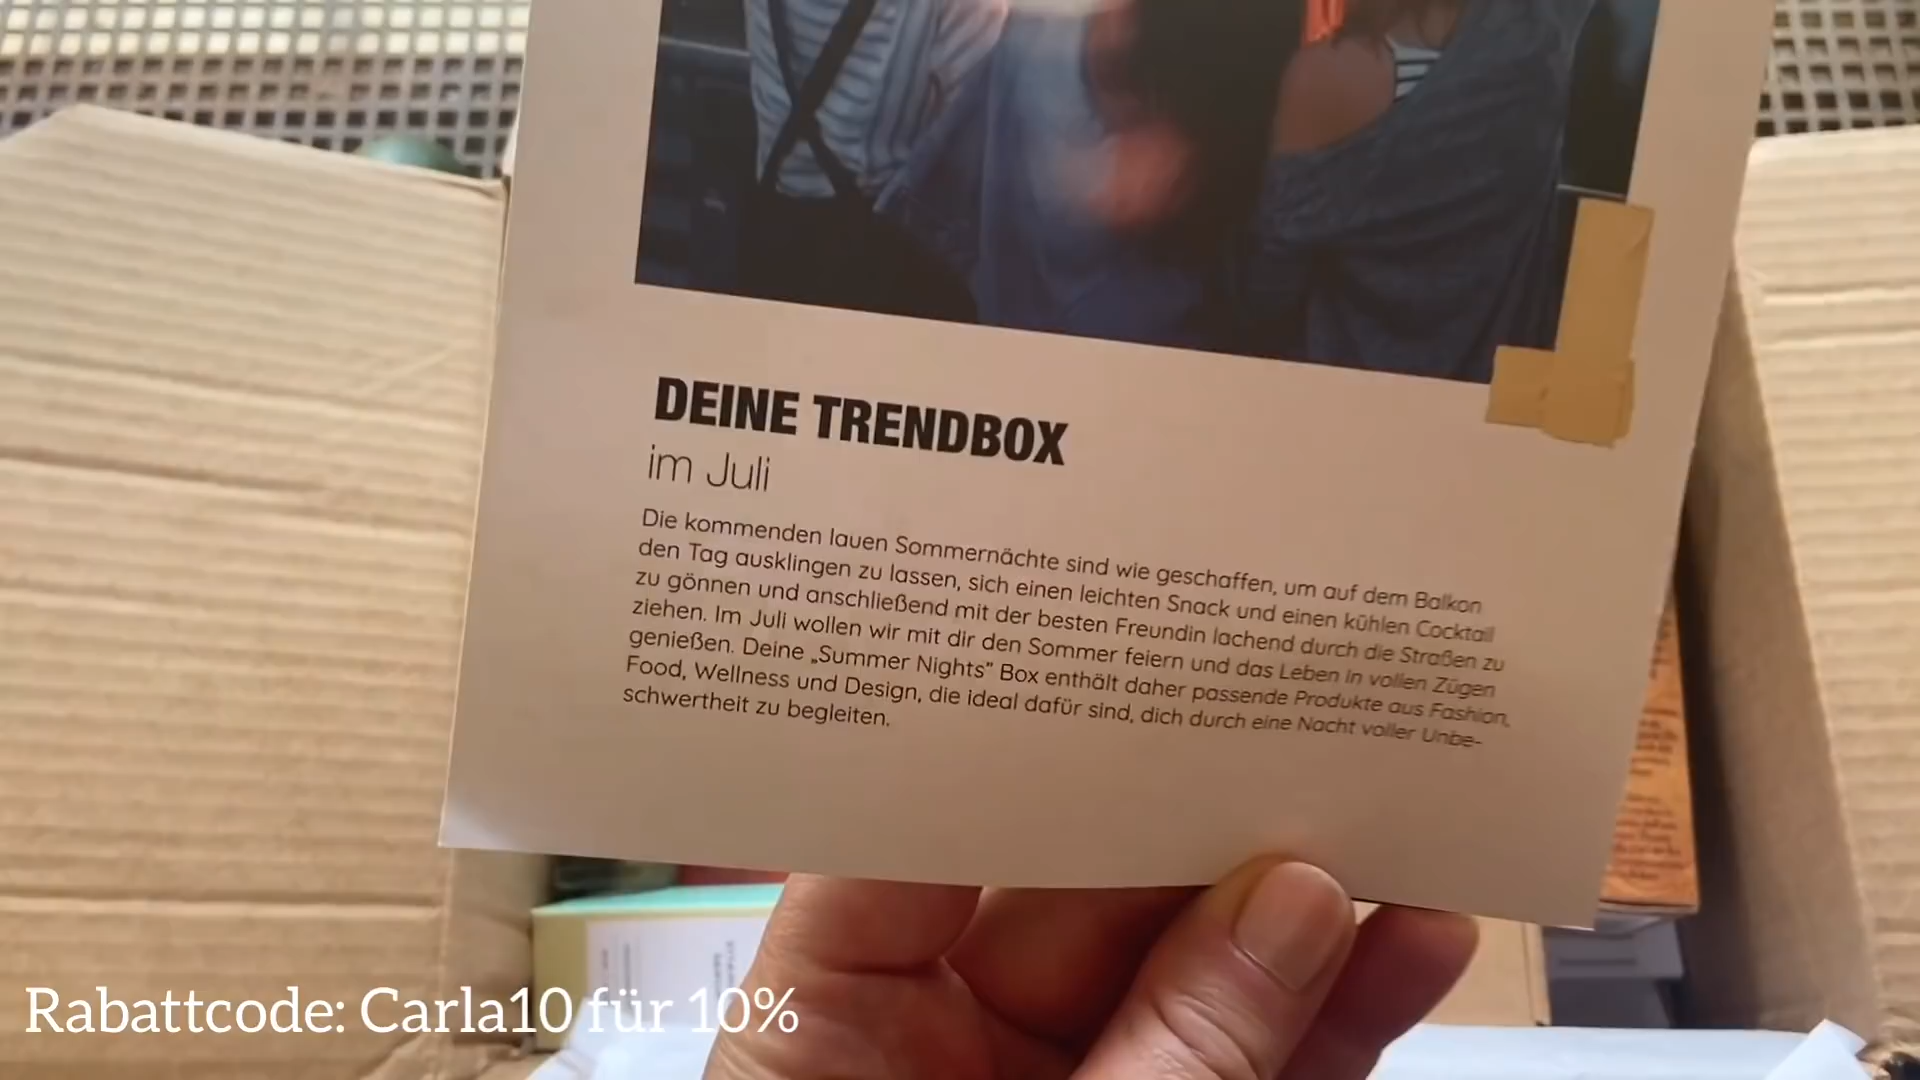 DEINE TRENDBOX
im Juli
Die kommenden lauen Sommernächte sind wie geschaffen, um auf dem Balkon
den Tag ausklingen zu lassen, sich einen leichten Snack und einen kühlen Cocktail
zu gönnen und anschließend mit der besten Freundin lachend durch die Straßen zu
ziehen. Im Juli wollen wir mit dir den Sommer feiern und das Leben in vollen Zügen
genießen. Deine „Summer Nights” Box enthält daher passende Produkte aus Fashion,
Food, Wellness und Design, die ideal dafür sind, dich durch eine Nacht voller Unbe-
schwertheit zu begleiten.
Rabattcode: Carla10 für 10%